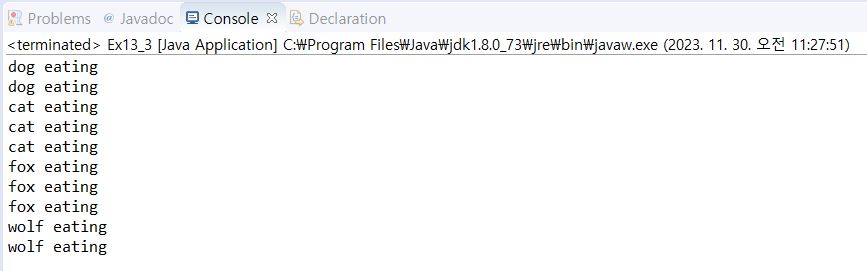 Problems @ Javadoc Console Declaration
<terminated> Ex13_3 [Java Application] C:₩Program Files₩Java₩jdk1.8.0_73₩jre₩bin₩javaw.exe (2023. 11. 30. 오전 11:27:51)
dog eating
dog eating
cat eating
cat eating
cat eating
fox eating
fox eating
fox eating
wolf eating
wolf eating